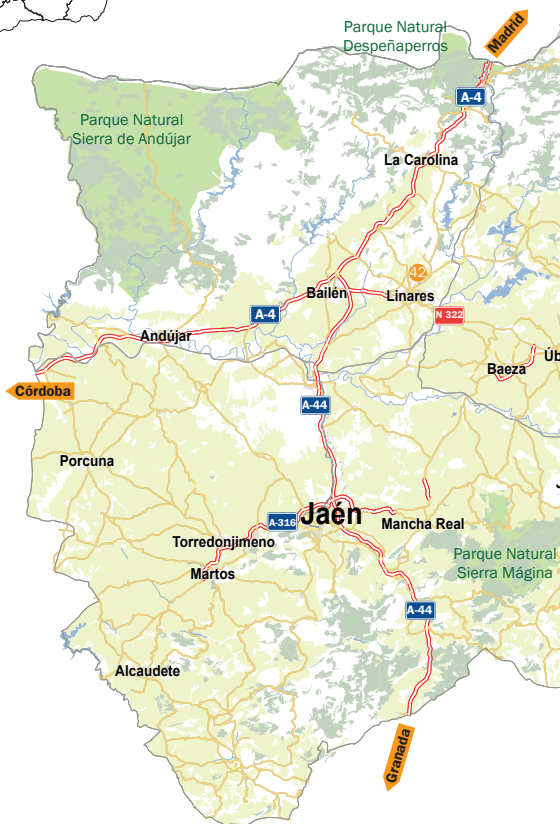 Parque Natural
Despeñaperros
Madrid
A-4
Parque Natural
Sierra de Andújar
La Carolina
42
Bailén
Linares
A-4
N 322
Andújar
Baeza
Úb
Córdoba
A-44
Porcuna
A-316
Jaén
Mancha Real
Torredonjimeno
Martos
Parque Natural
Sierra Mágina
A-44
Alcaudete
Granada